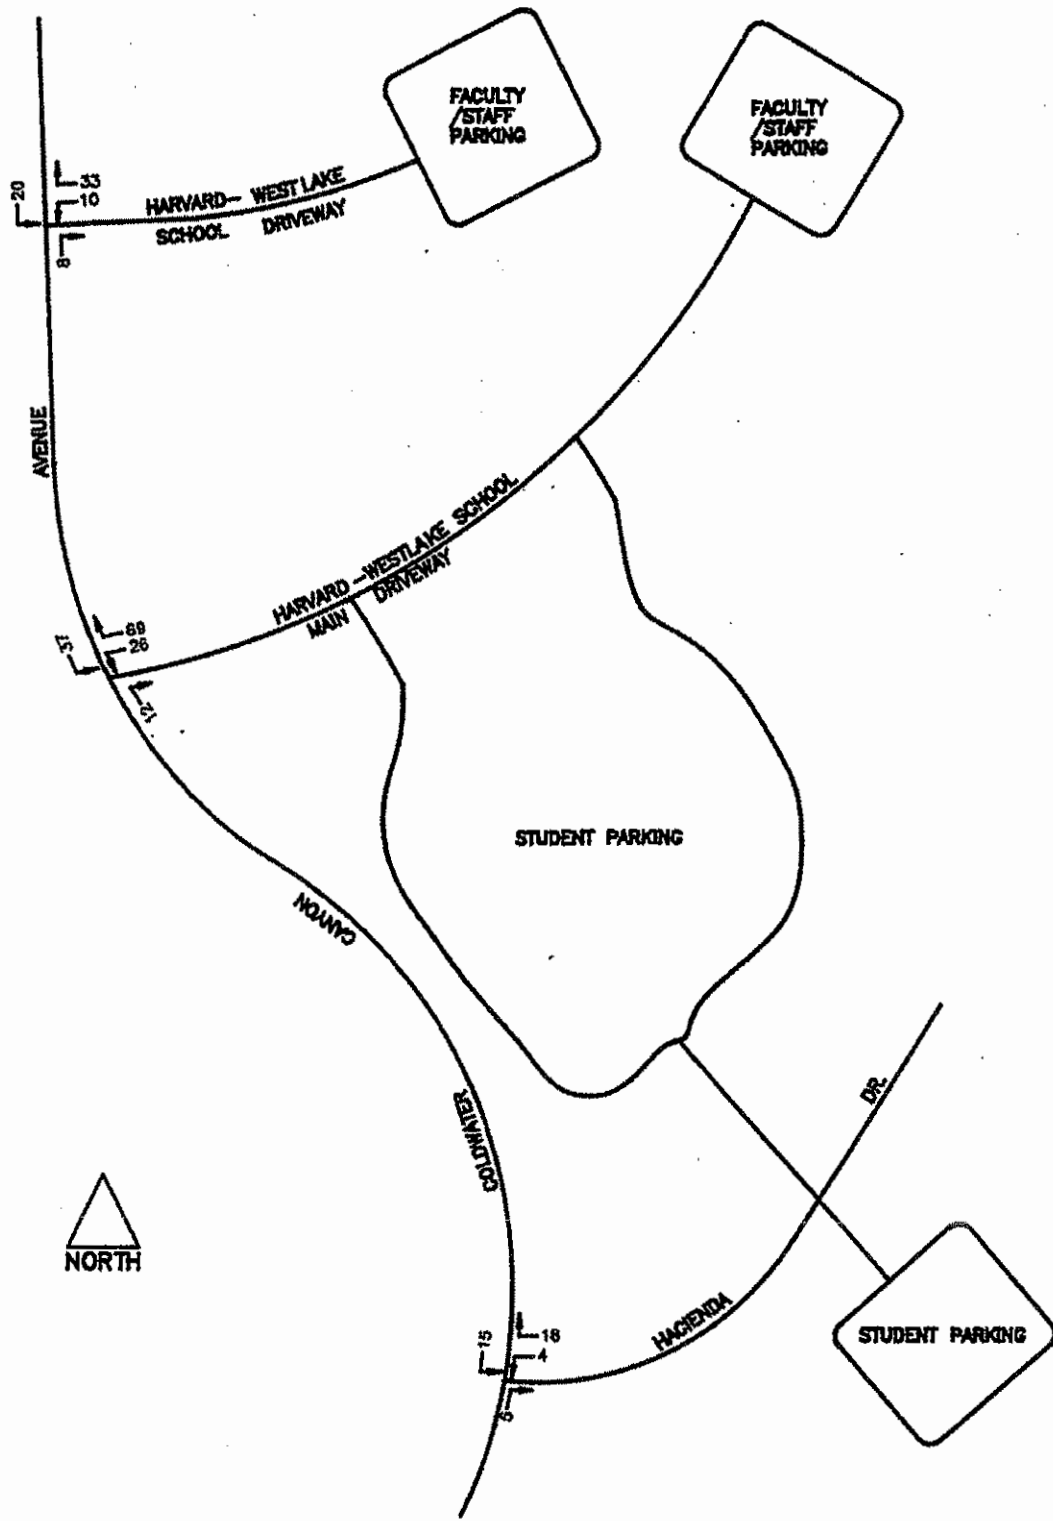 FACULTY
/STAFF
PARKING
FACULTY
/STAFF
PARKING
20
33
10
8
HARVARD- WESTLAKE
SCHOOL DRIVEWAY
AVENUE
HARVARD -WESTLAKE SCHOOL
MAIN DRIVEWAY
37
69
26
12
STUDENT PARKING
CANYON
COLDWATER
DR.
NORTH
HACIENDA
15
18
4
5
STUDENT PARKING